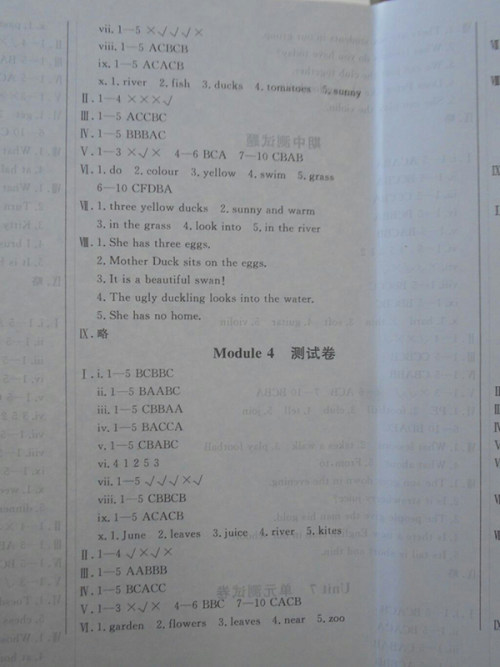 vii. 1—5 ×√√√×
viii. 1—5 ACBCB
ix. 1—5 ACACB
x. 1. river 2. fish 3. ducks 4. tomatoes 5. sunny
Ⅱ. 1—4 ×××√
Ⅲ. 1—5 ACCBC
Ⅳ. 1—5 BBBAC
Ⅴ. 1—3 ×√× 4—6 BCA 7—10 CBAB
Ⅵ. 1. do 2. colour 3. yellow 4. swim 5. grass
6—10 CFDBA
Ⅶ. 1. three yellow ducks 2. sunny and warm
3. in the grass 4. look into 5. in the river
Ⅷ. 1. She has three eggs.
2. Mother Duck sits on the eggs.
3. It is a beautiful swan!
4. The ugly duckling looks into the water.
5. She has no home.
Ⅸ. 略
Module 4 测试卷
Ⅰ. i. 1—5 BCBBC
ii. 1—5 BAABC
iii. 1—5 CBBAA
iv. 1—5 BACCA
v. 1—5 CBABC
vi. 4 1 2 5 3
vii. 1—5 √√√×√
viii. 1—5 CBBCB
ix. 1—5 ACACB
x. 1. June 2. leaves 3. juice 4. river 5. kites
Ⅱ. 1—4 √×√×
Ⅲ. 1—5 AABBB
Ⅳ. 1—5 BCACC
Ⅴ. 1—3 ×√√ 4—6 BBC 7—10 CACB
Ⅵ. 1. garden 2. flowers 3. leaves 4. near 5. zoo